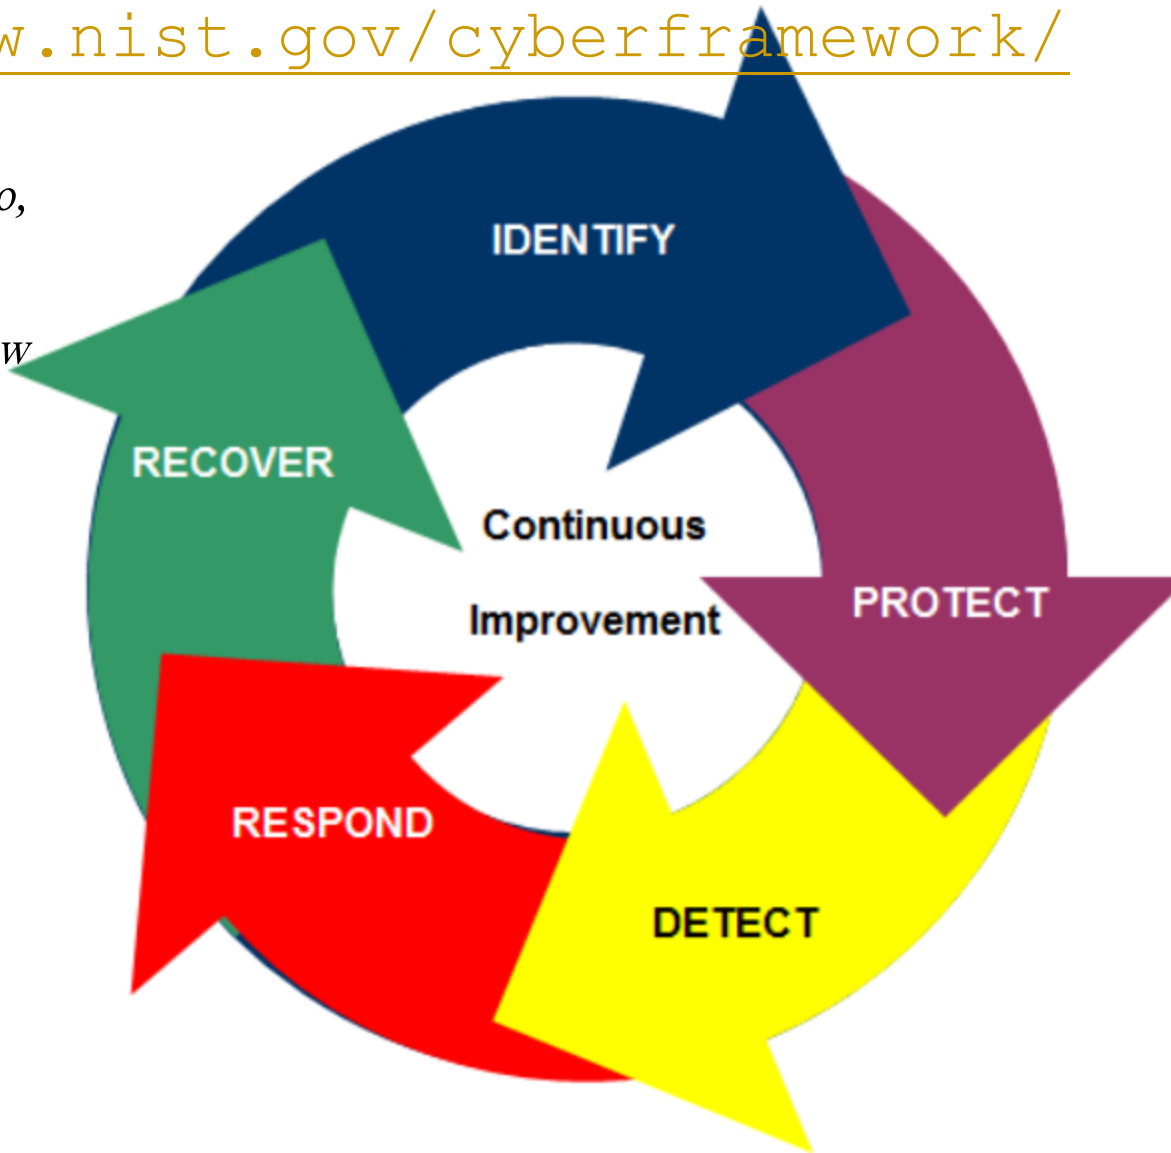 w.nist.gov/cyberframework/
o,
IDENTIFY
w
RECOVER
Continuous
Improvement
PROTECT
RESPOND
DETECT